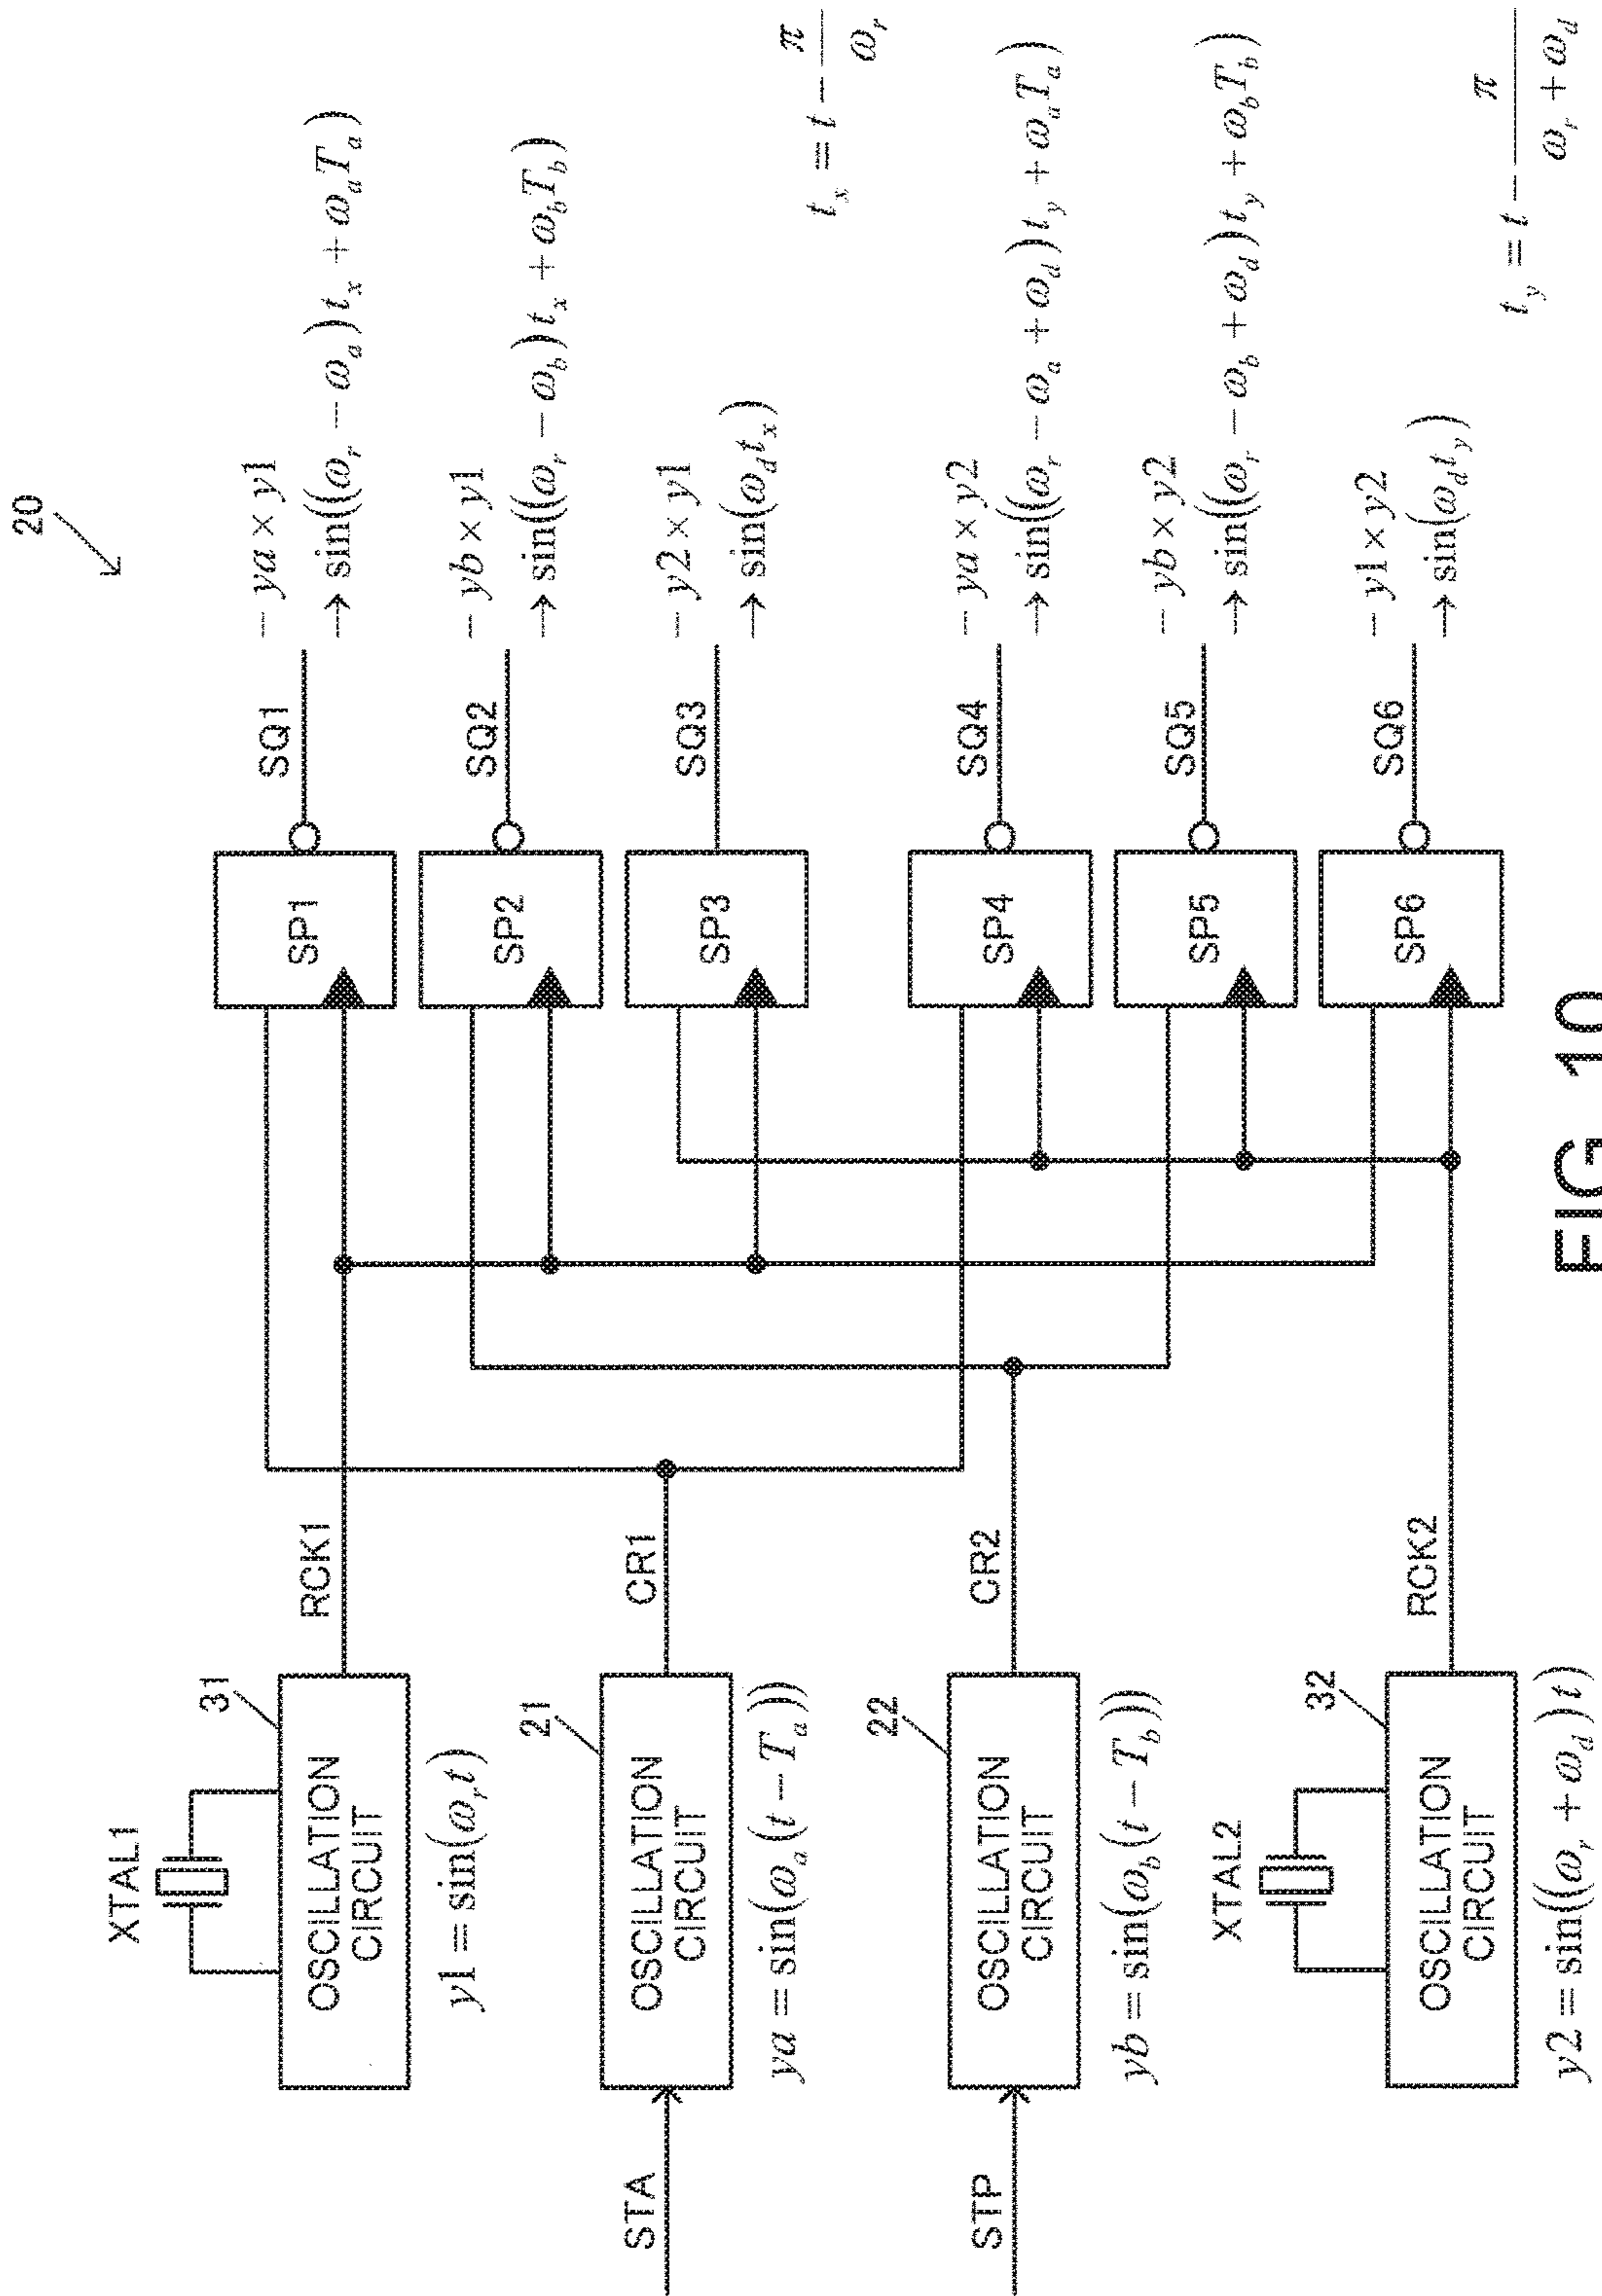 20
XTAL1
31
OSCILLATION
CIRCUIT
y1 = sin(ω_r t)
RCK1
STA
21
OSCILLATION
CIRCUIT
ya = sin(ω_a (t − T_a))
CR1
STP
22
OSCILLATION
CIRCUIT
yb = sin(ω_b (t − T_b))
CR2
XTAL2
32
OSCILLATION
CIRCUIT
y2 = sin((ω_r + ω_d) t)
RCK2
SP1
SQ1
− ya × y1
→ sin((ω_r − ω_a) t_x + ω_a T_a)
SP2
SQ2
− yb × y1
→ sin((ω_r − ω_b) t_x + ω_b T_b)
SP3
SQ3
− y2 × y1
→ sin(ω_d t_x)
t_x = t − π / ω_r
SP4
SQ4
− ya × y2
→ sin((ω_r − ω_a + ω_d) t_y + ω_a T_a)
SP5
SQ5
− yb × y2
→ sin((ω_r − ω_b + ω_d) t_y + ω_b T_b)
SP6
SQ6
− y1 × y2
→ sin(ω_d t_y)
t_y = t − π / (ω_r + ω_d)
FIG. 10